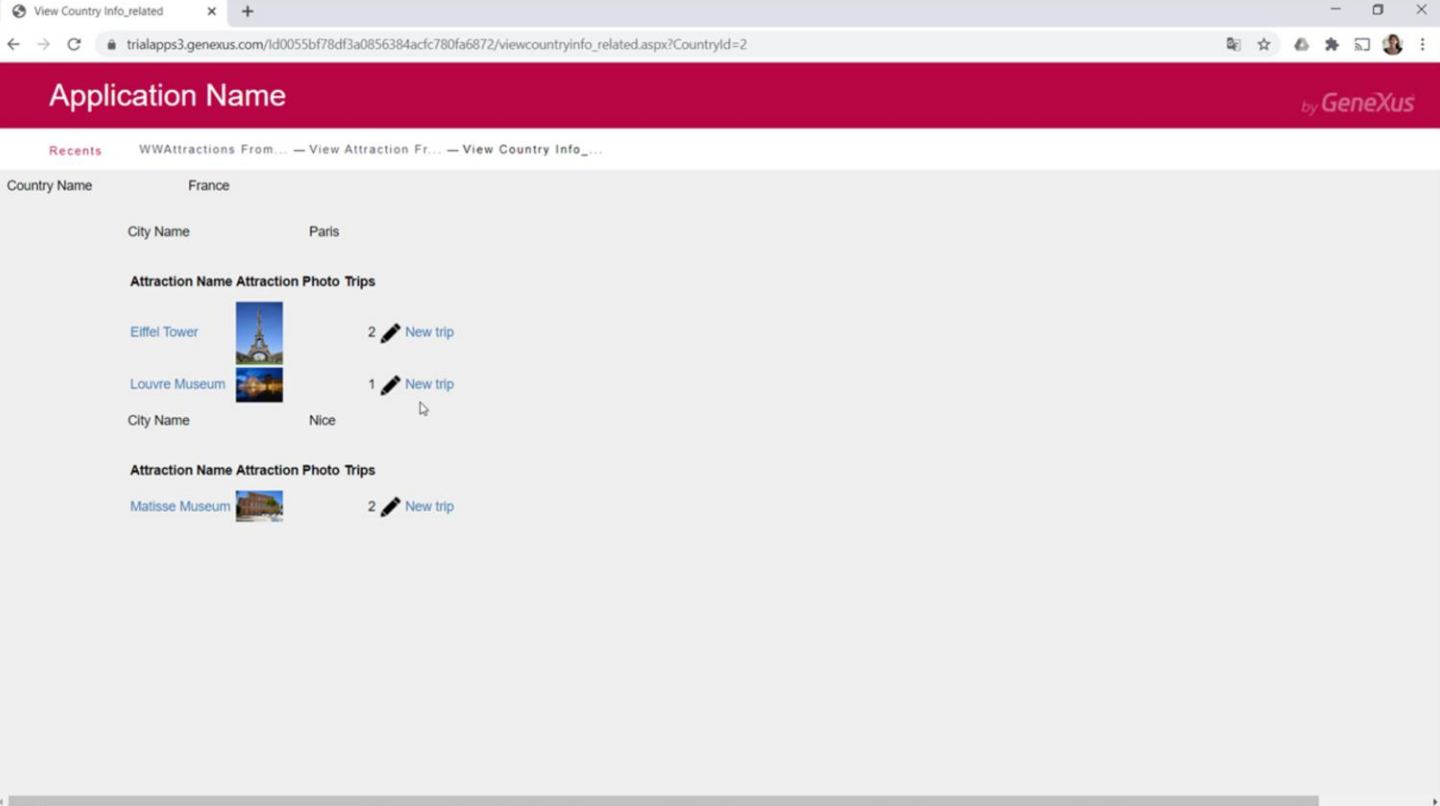 View Country Info_related
trialapps3.genexus.com/Id0055bf78df3a0856384acfc780fa6872/viewcountryinfo_related.aspx?CountryId=2
Application Name
by GeneXus
Recents WWAttractions From... — View Attraction Fr... — View Country Info_...
Country Name France
City Name Paris
Attraction Name Attraction Photo Trips
Eiffel Tower 2 New trip
Louvre Museum 1 New trip
City Name Nice
Attraction Name Attraction Photo Trips
Matisse Museum 2 New trip